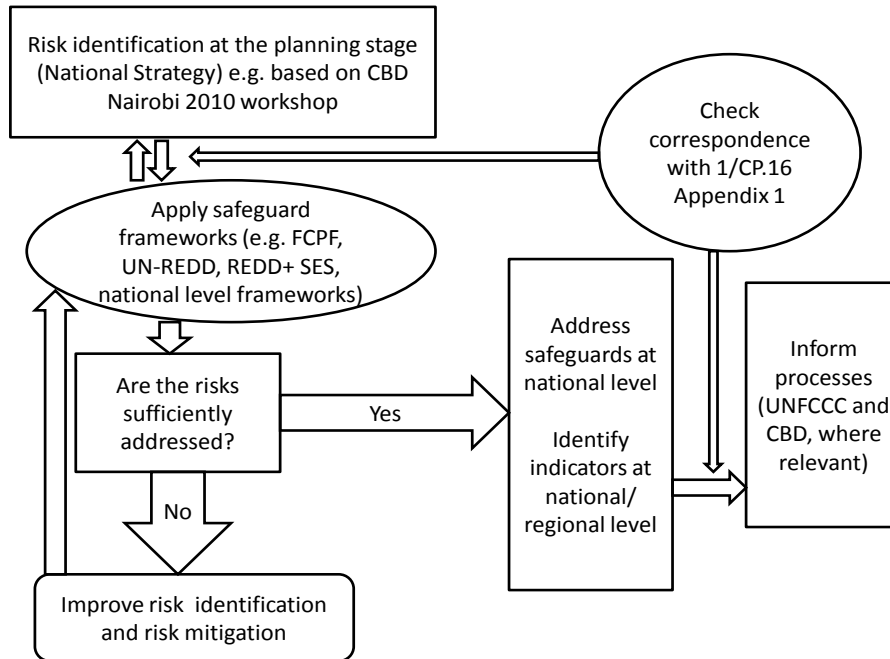 Risk identification at the planning stage
(National Strategy) e.g. based on CBD
Nairobi 2010 workshop
Check
correspondence
with 1/CP.16
Appendix 1
Apply safeguard
frameworks (e.g. FCPF,
UN-REDD, REDD+ SES,
national level frameworks)
Are the risks
sufficiently
addressed?
Yes
Address
safeguards at
national level
Identify
indicators at
national/
regional level
Inform
processes
(UNFCCC and
CBD, where
relevant)
No
Improve risk identification
and risk mitigation